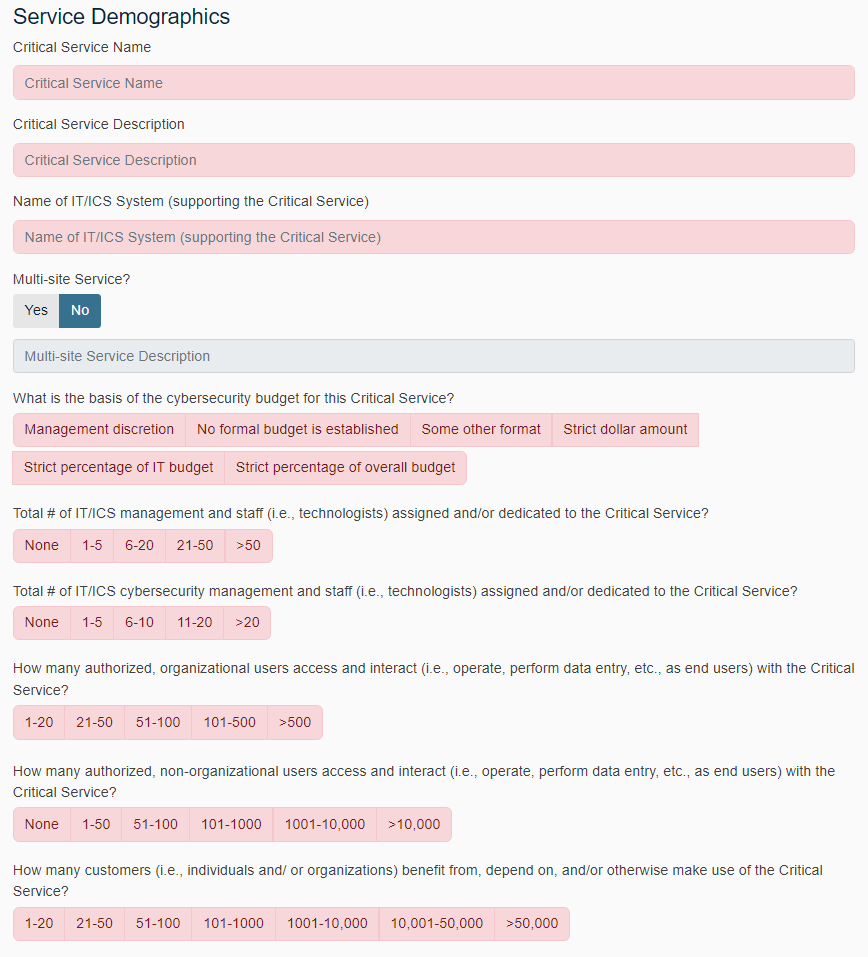 Service Demographics
Critical Service Name
Critical Service Name
Critical Service Description
Critical Service Description
Name of IT/ICS System (supporting the Critical Service)
Name of IT/ICS System (supporting the Critical Service)
Multi-site Service?
Yes No
Multi-site Service Description
What is the basis of the cybersecurity budget for this Critical Service?
Management discretion No formal budget is established Some other format Strict dollar amount
Strict percentage of IT budget Strict percentage of overall budget
Total # of IT/ICS management and staff (i.e., technologists) assigned and/or dedicated to the Critical Service?
None 1-5 6-20 21-50 >50
Total # of IT/ICS cybersecurity management and staff (i.e., technologists) assigned and/or dedicated to the Critical Service?
None 1-5 6-10 11-20 >20
How many authorized, organizational users access and interact (i.e., operate, perform data entry, etc., as end users) with the Critical
Service?
1-20 21-50 51-100 101-500 >500
How many authorized, non-organizational users access and interact (i.e., operate, perform data entry, etc., as end users) with the
Critical Service?
None 1-50 51-100 101-1000 1001-10,000 >10,000
How many customers (i.e., individuals and/ or organizations) benefit from, depend on, and/or otherwise make use of the Critical
Service?
1-20 21-50 51-100 101-1000 1001-10,000 10,001-50,000 >50,000